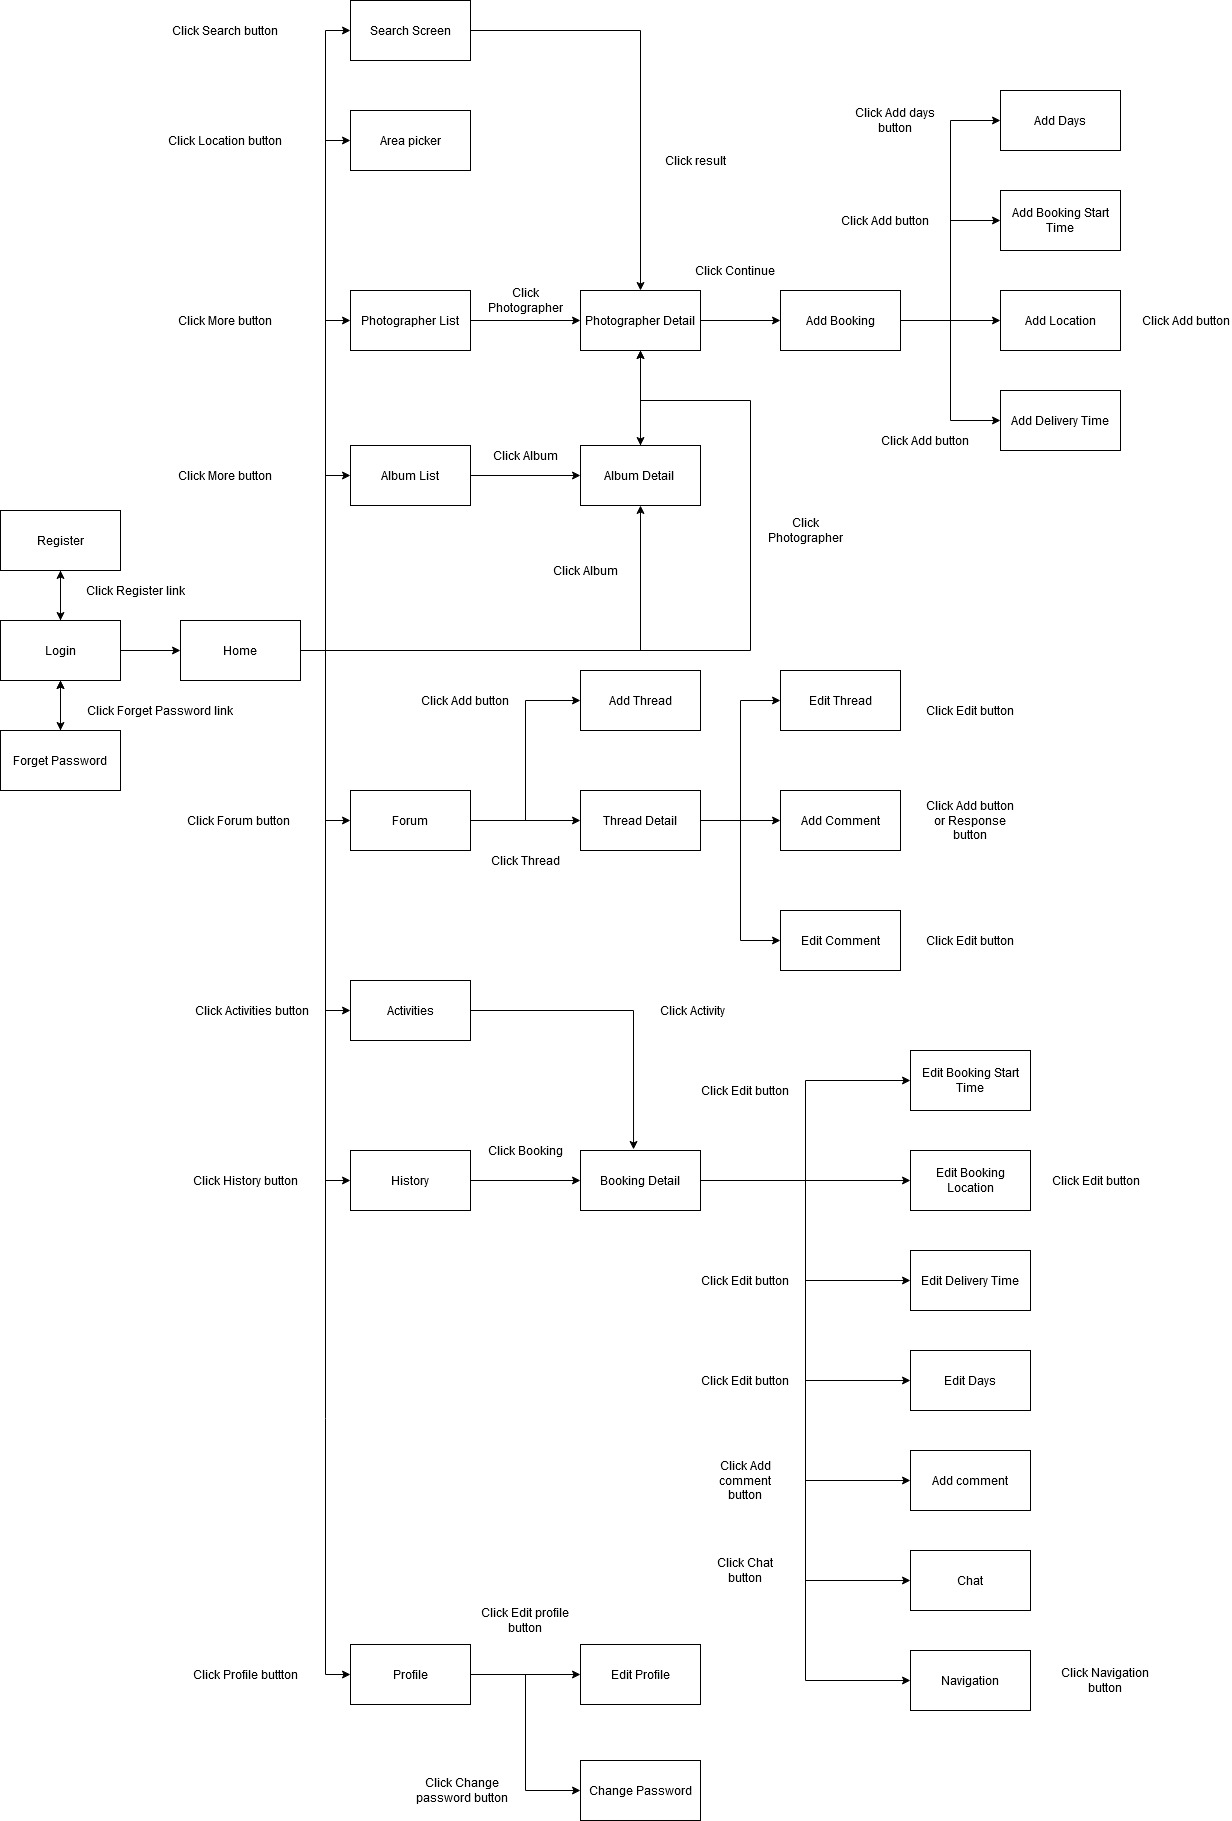 Click Search button
Search Screen
Click Add days
button
Add Days
Click Location button
Area picker
Click result
Click Add button
Add Booking Start
Time
Click Continue
Click More button
Photographer List
Click
Photographer
Photographer Detail
Add Booking
Add Location
Click Add button
Add Delivery Time
Click Add button
Click More button
Album List
Click Album
Album Detail
Click
Photographer
Register
Click Album
Click Register link
Login
Home
Click Forget Password link
Forget Password
Click Add button
Add Thread
Edit Thread
Click Edit button
Click Forum button
Forum
Click Thread
Thread Detail
Add Comment
Click Add button
or Response
button
Edit Comment
Click Edit button
Click Activities button
Activities
Click Activity
Click Edit button
Edit Booking Start
Time
Click History button
History
Click Booking
Booking Detail
Edit Booking
Location
Click Edit button
Click Edit button
Edit Delivery Time
Click Edit button
Edit Days
Click Add
comment
button
Add comment
Click Chat
button
Chat
Click Edit profile
button
Click Profile buttton
Profile
Edit Profile
Navigation
Click Navigation
button
Click Change
password button
Change Password